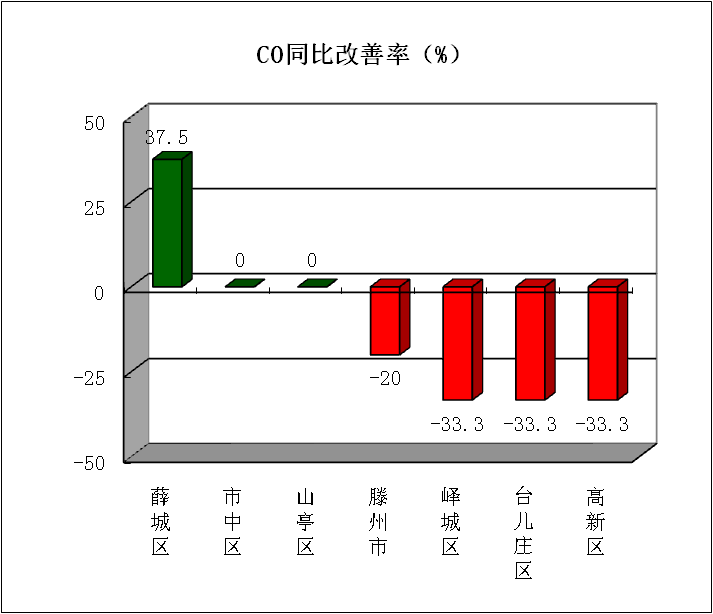 CO同比改善率（%）
50
25
0
-25
-50
37.5
0
0
-20
-33.3
-33.3
-33.3
薛城区
市中区
山亭区
滕州市
峄城区
台儿庄区
高新区